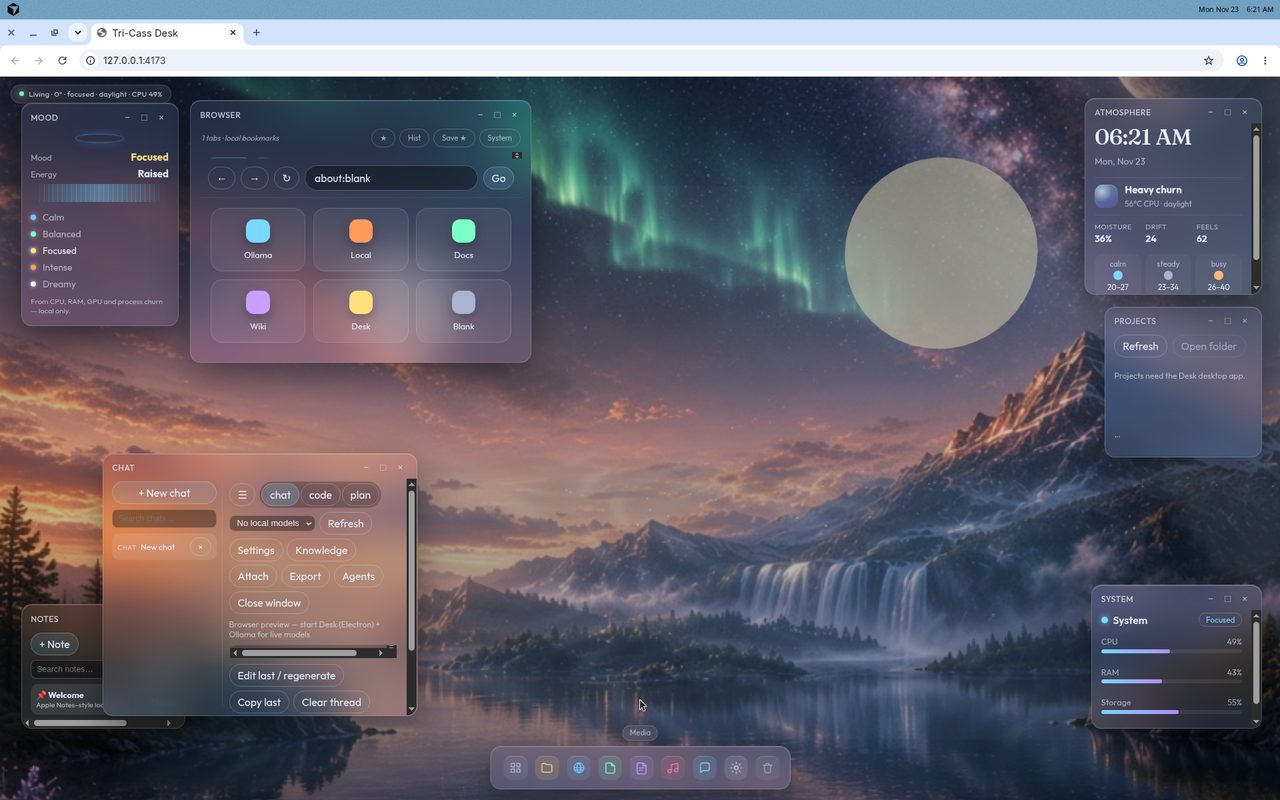 Mon Nov 23 6:21 AM
Tri-Cass Desk
127.0.0.1:4173
Living · 0° · focused · daylight · CPU 49%
MOOD
Mood Focused
Energy Raised
Calm
Balanced
Focused
Intense
Dreamy
From CPU, RAM, GPU and process churn
— local only.
BROWSER
1 tabs · local bookmarks
★ Hist Save ★ System
← → ↻ about:blank Go
Ollama Local Docs
Wiki Desk Blank
ATMOSPHERE
06:21 AM
Mon, Nov 23
Heavy churn
56°C CPU · daylight
MOISTURE DRIFT FEELS
36% 24 62
calm steady busy
20–27 23–34 26–40
PROJECTS
Refresh Open folder
Projects need the Desk desktop app.
...
CHAT
+ New chat
Search chats...
CHAT New chat ×
☰ chat code plan
No local models Refresh
Settings Knowledge
Attach Export Agents
Close window
Browser preview — start Desk (Electron) +
Ollama for live models
Edit last / regenerate
Copy last Clear thread
NOTES
+ Note
Search notes...
📌 Welcome
Apple Notes-style
SYSTEM
System Focused
CPU 49%
RAM 43%
Storage 55%
Media